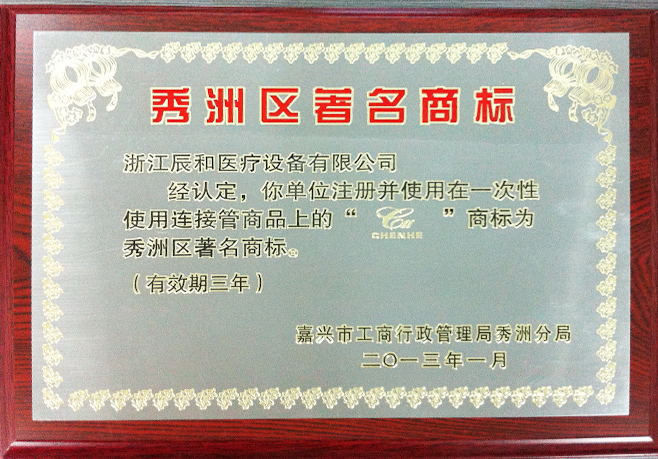 秀洲区著名商标
浙江辰和医疗设备有限公司
经认定，你单位注册并使用在一次性
使用连接管商品上的“ CHENHE ”商标为
秀洲区著名商标。
（有效期三年）
嘉兴市工商行政管理局秀洲分局
二〇一三年一月